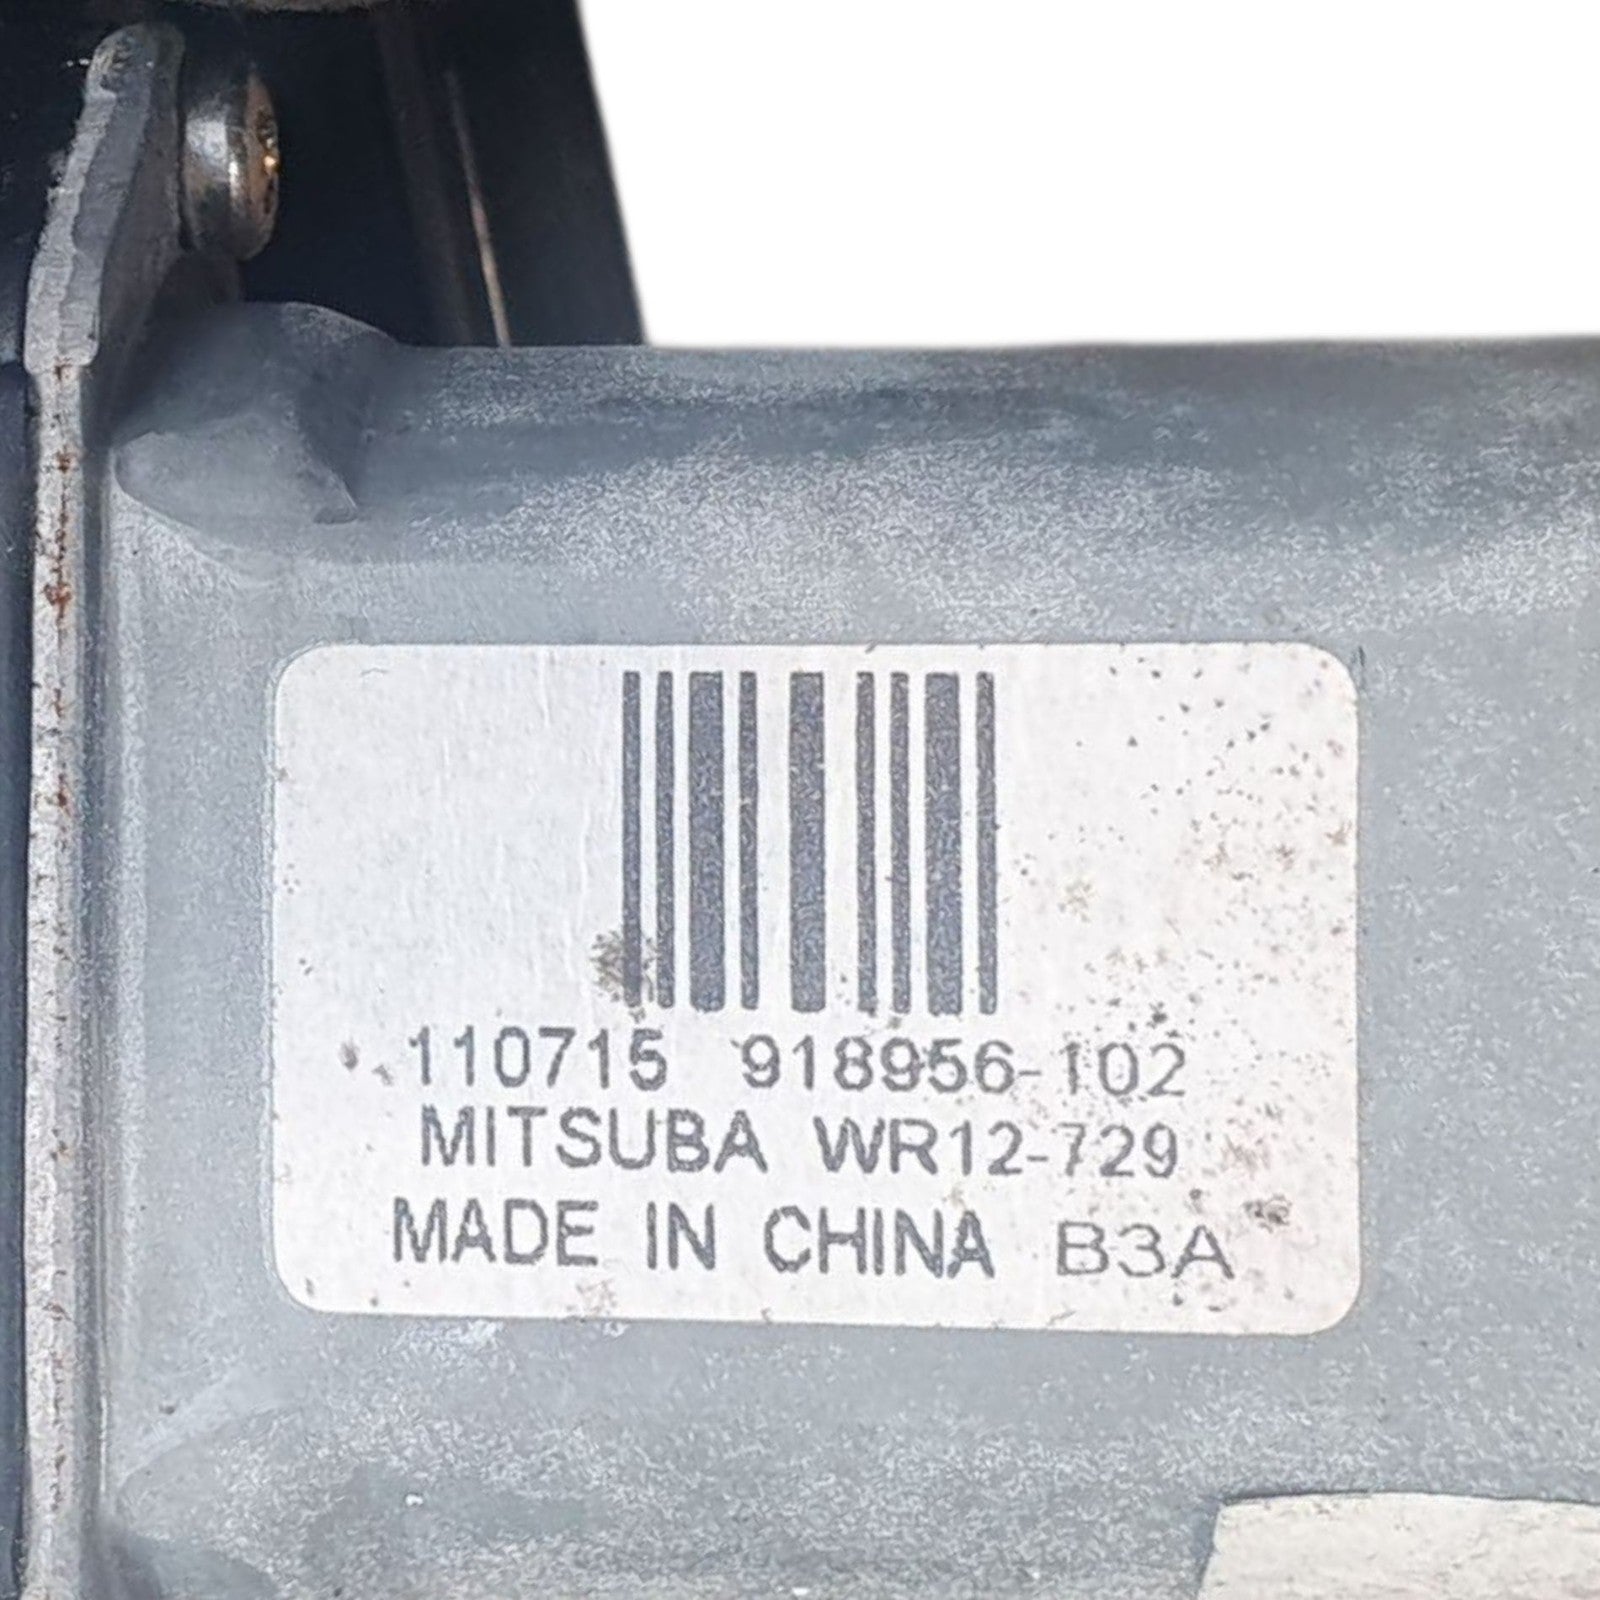 110715 918956-102
MITSUBA WR12-729
MADE IN CHINA B3A